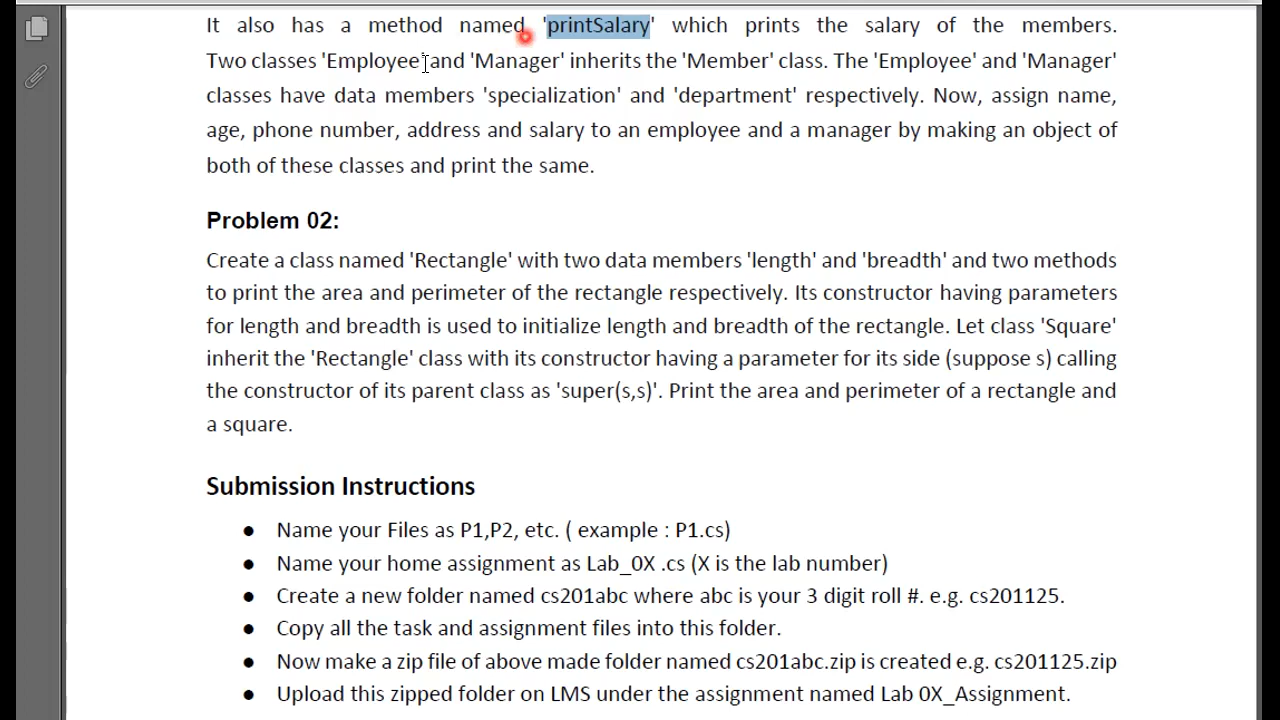 It also has a method named 'printSalary' which prints the salary of the members.
Two classes 'Employee' and 'Manager' inherits the 'Member' class. The 'Employee' and 'Manager'
classes have data members 'specialization' and 'department' respectively. Now, assign name,
age, phone number, address and salary to an employee and a manager by making an object of
both of these classes and print the same.
Problem 02:
Create a class named 'Rectangle' with two data members 'length' and 'breadth' and two methods
to print the area and perimeter of the rectangle respectively. Its constructor having parameters
for length and breadth is used to initialize length and breadth of the rectangle. Let class 'Square'
inherit the 'Rectangle' class with its constructor having a parameter for its side (suppose s) calling
the constructor of its parent class as 'super(s,s)'. Print the area and perimeter of a rectangle and
a square.
Submission Instructions
● Name your Files as P1,P2, etc. ( example : P1.cs)
● Name your home assignment as Lab_0X .cs (X is the lab number)
● Create a new folder named cs201abc where abc is your 3 digit roll #. e.g. cs201125.
● Copy all the task and assignment files into this folder.
● Now make a zip file of above made folder named cs201abc.zip is created e.g. cs201125.zip
● Upload this zipped folder on LMS under the assignment named Lab 0X_Assignment.